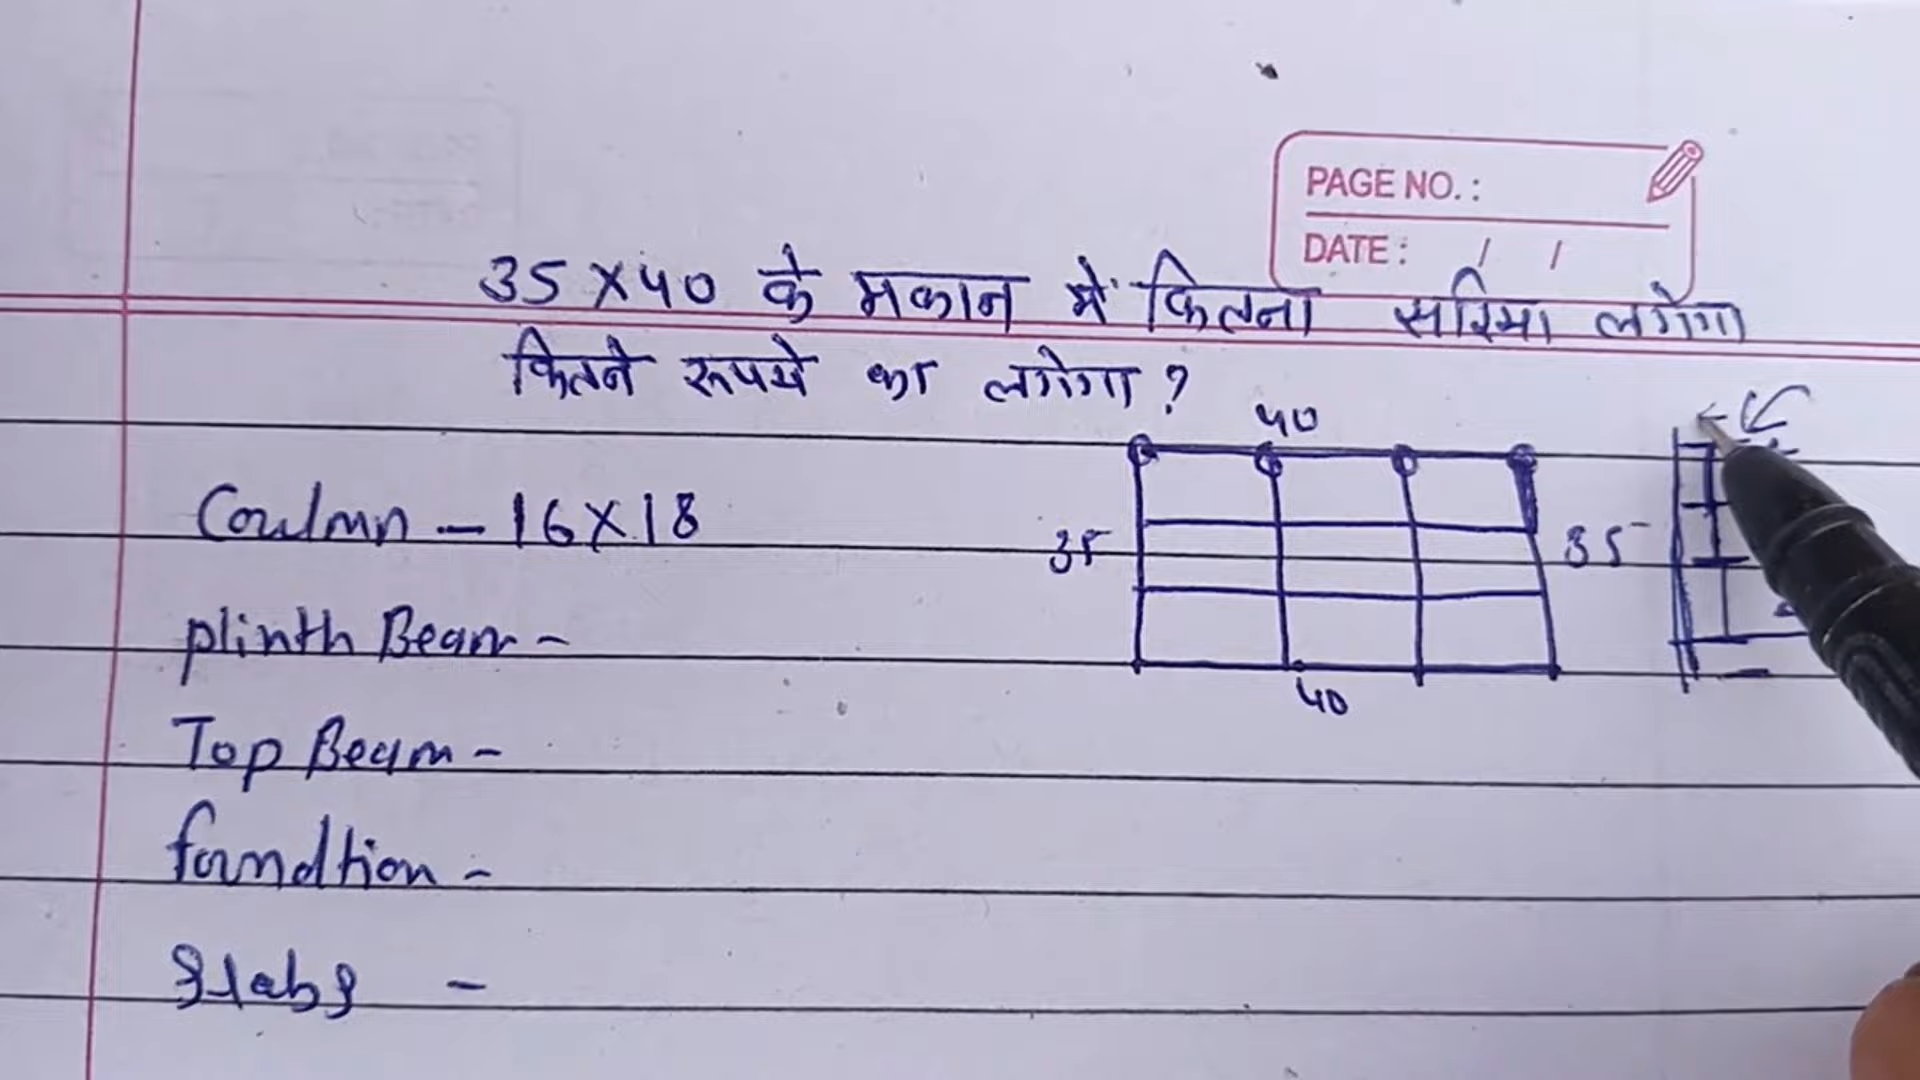 PAGE NO. :
DATE : / /
35 X 40 के मकान में कितना सरिया लगेगा
कितने रूपये का लगेगा ?
40
Coulmn - 16 X 18
35
35
plinth Beam -
40
Top Beam -
foundtion -
Slabs -